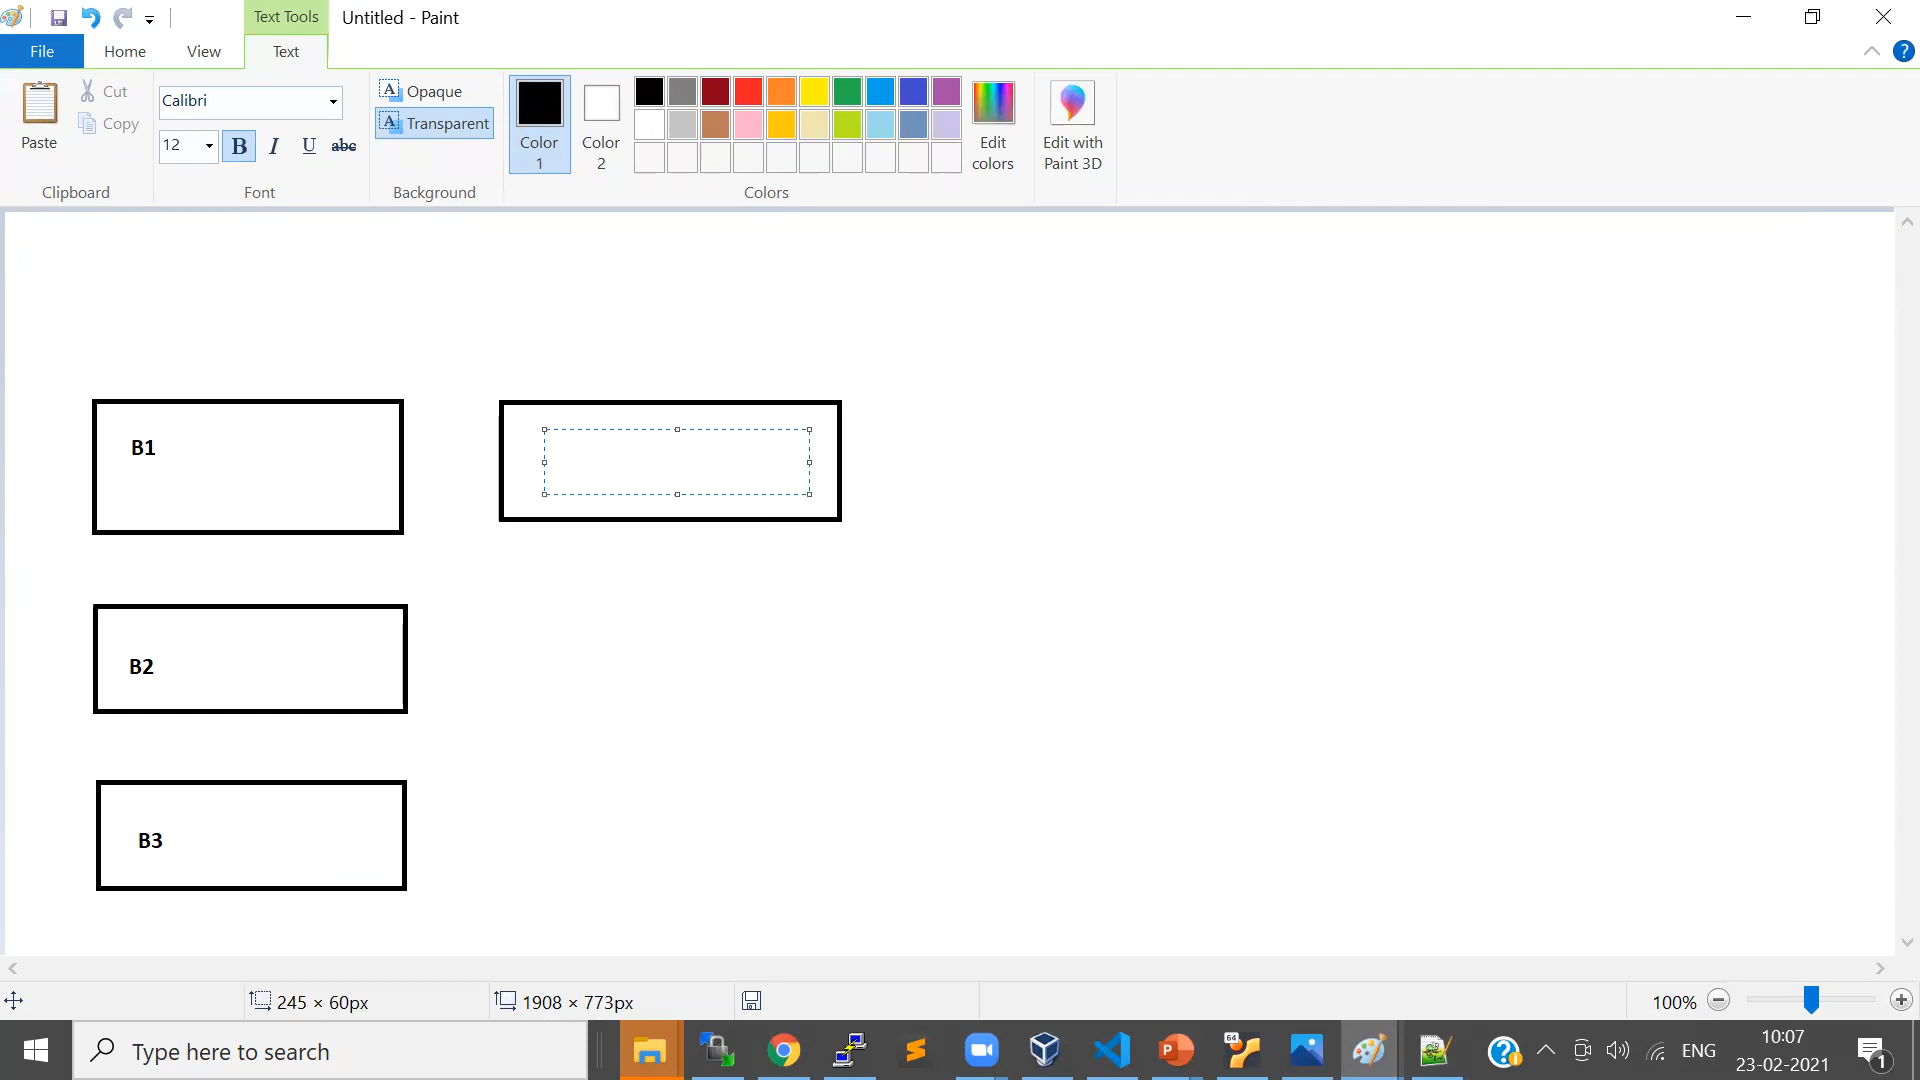 Text Tools
Untitled - Paint
File
Home
View
Text
Paste
Cut
Copy
Clipboard
Calibri
12
B
I
U
abc
Font
A Opaque
A Transparent
Background
Color
1
Color
2
Colors
Edit
colors
Edit with
Paint 3D
?
B1
B2
B3
245 × 60px
1908 × 773px
100%
Type here to search
64
P
?
ENG
10:07
23-02-2021
1